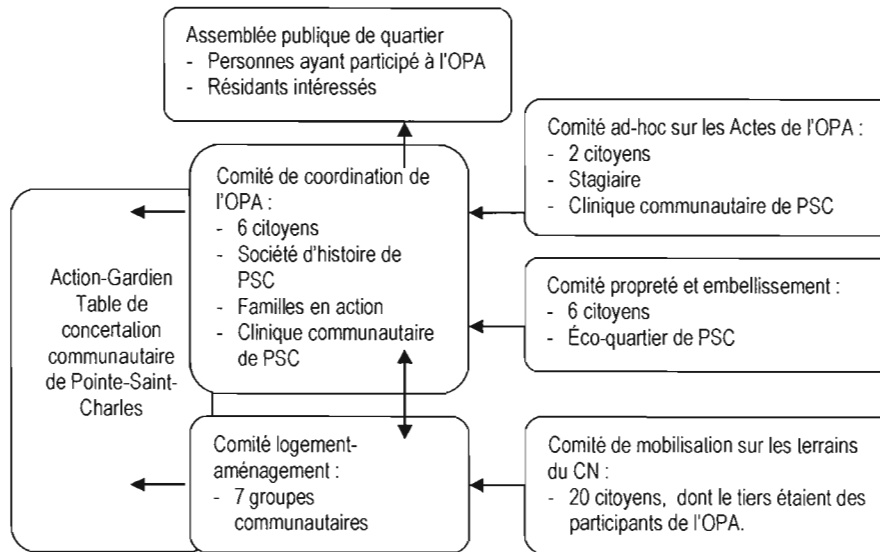 Assemblée publique de quartier
- Personnes ayant participé à l'OPA
- Résidants intéressés
Comité ad-hoc sur les Actes de l'OPA :
- 2 citoyens
- Stagiaire
- Clinique communautaire de PSC
Comité de coordination de
l'OPA :
- 6 citoyens
- Société d'histoire de
PSC
- Familles en action
- Clinique communautaire
de PSC
Action-Gardien
Table de
concertation
communautaire
de Pointe-Saint-
Charles
Comité propreté et embellissement :
- 6 citoyens
- Éco-quartier de PSC
Comité logement-
aménagement :
- 7 groupes
communautaires
Comité de mobilisation sur les terrains
du CN :
- 20 citoyens, dont le tiers étaient des
participants de l'OPA.